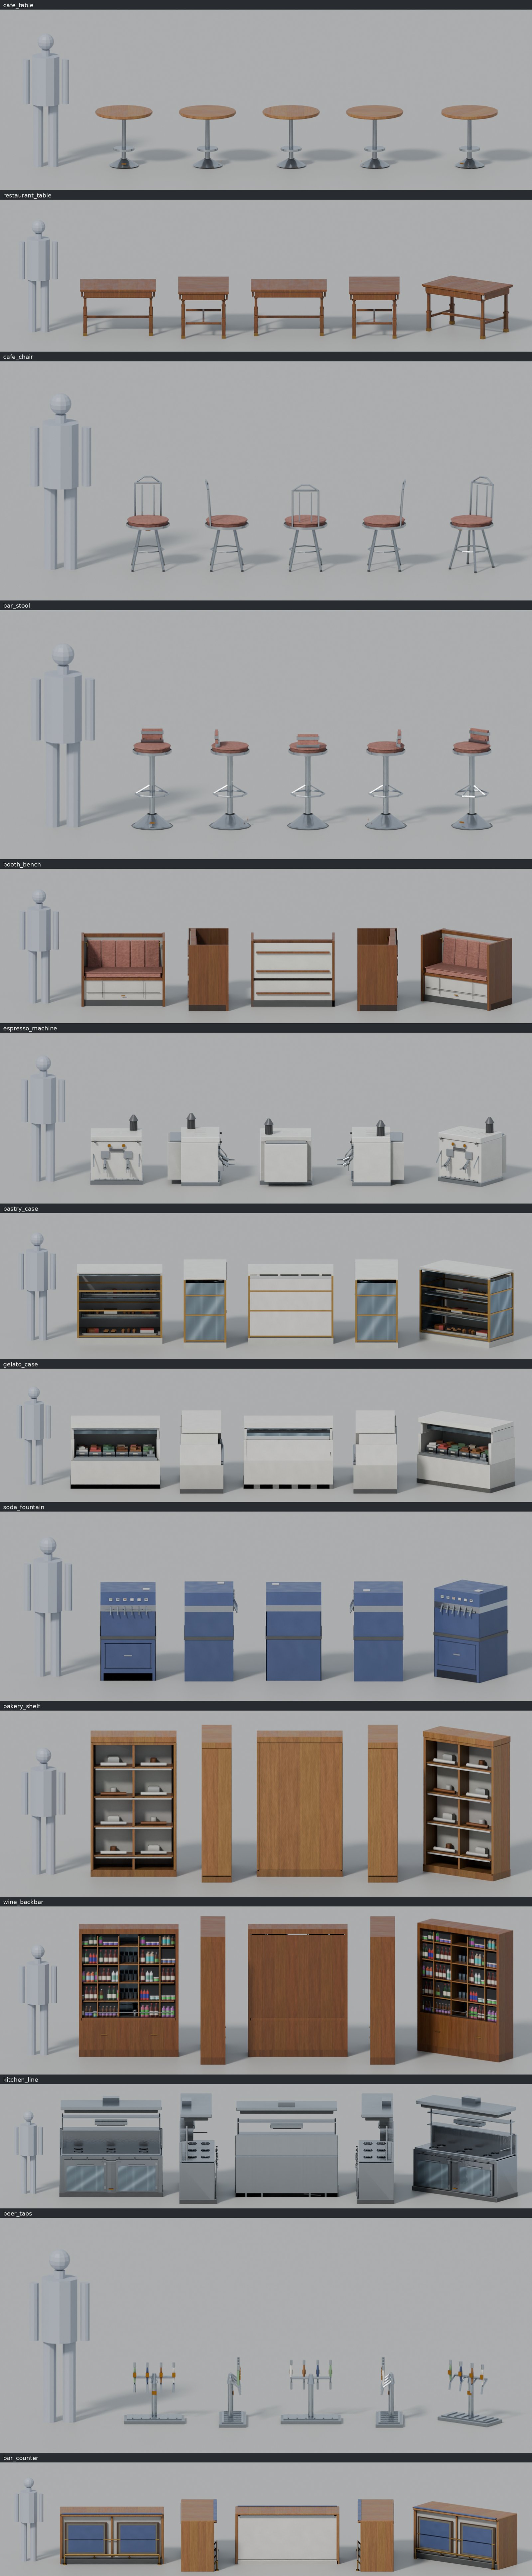 cafe_table
restaurant_table
cafe_chair
bar_stool
booth_bench
espresso_machine
pastry_case
gelato_case
soda_fountain
bakery_shelf
wine_backbar
kitchen_line
beer_taps
bar_counter